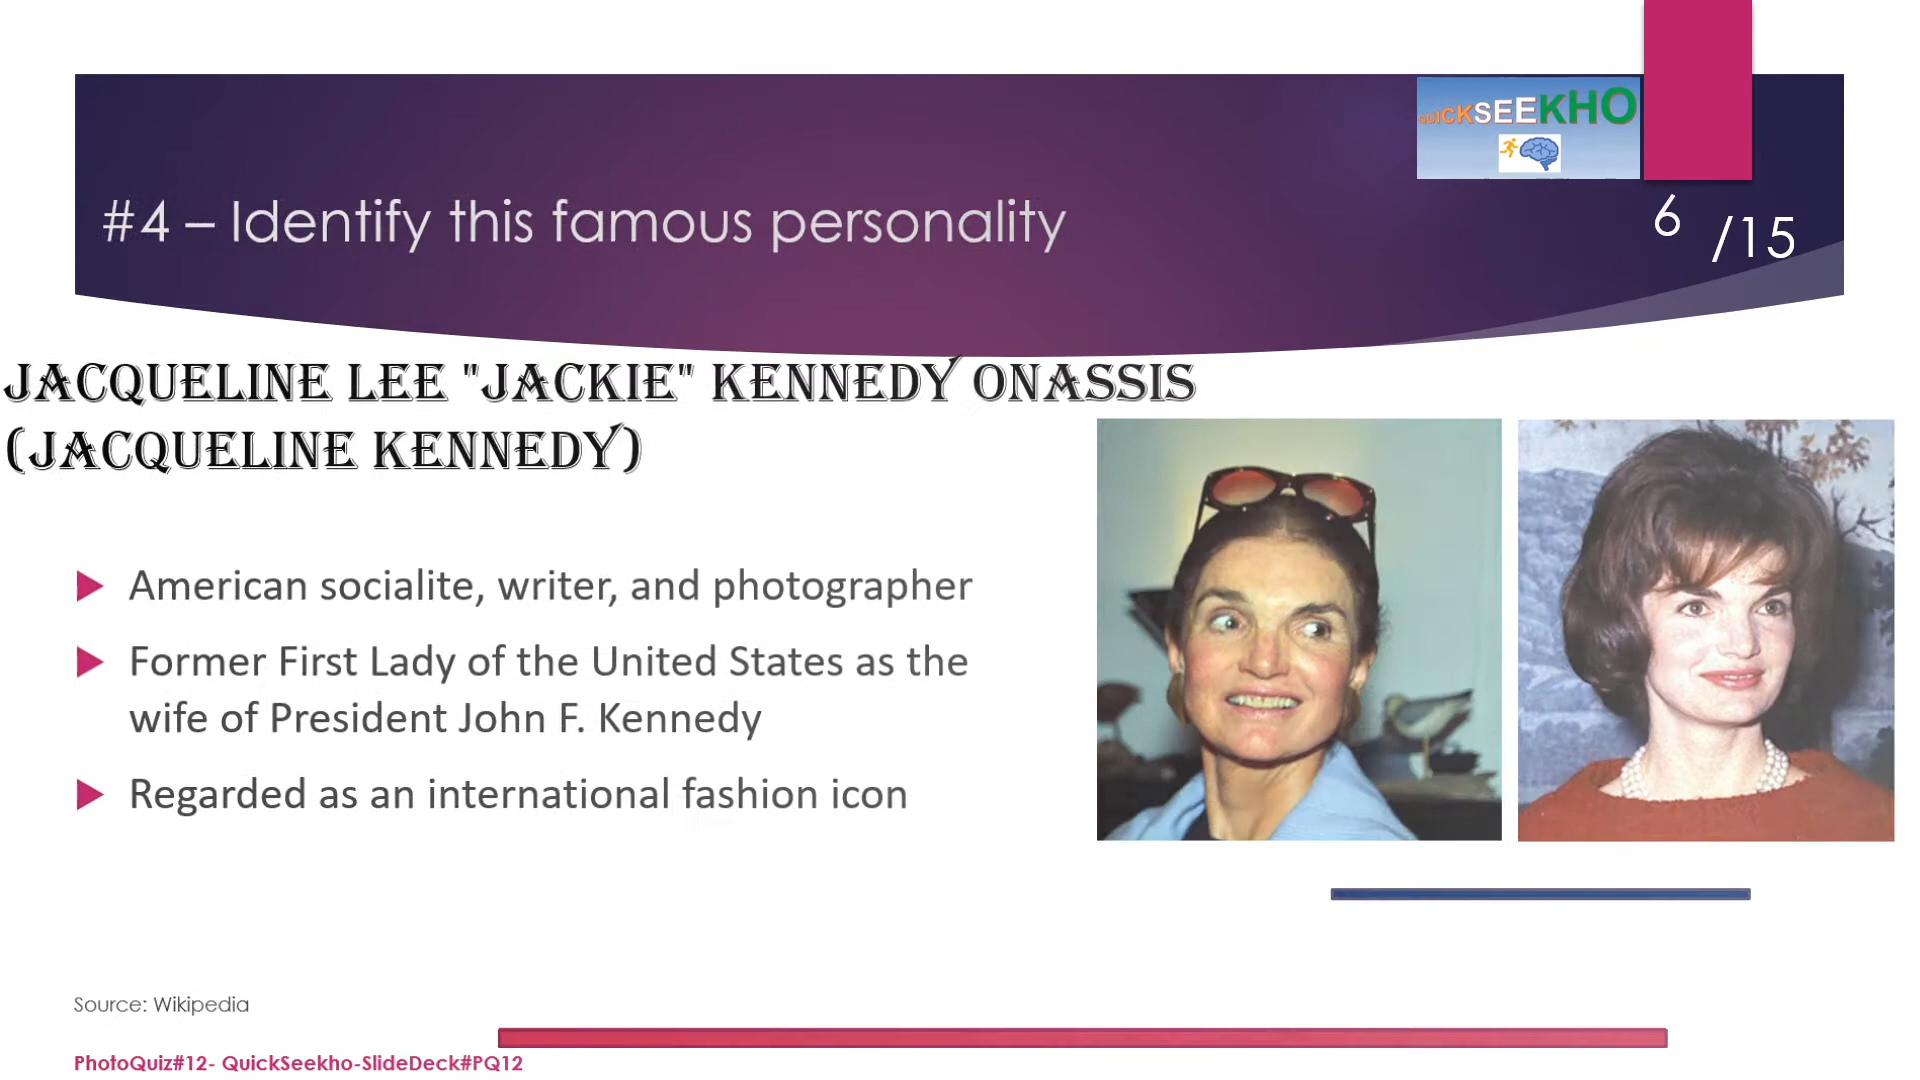 QUICKSEEKHO
#4 – Identify this famous personality
6 /15
JACQUELINE LEE "JACKIE" KENNEDY ONASSIS
(JACQUELINE KENNEDY)
American socialite, writer, and photographer
Former First Lady of the United States as the
wife of President John F. Kennedy
Regarded as an international fashion icon
Source: Wikipedia
PhotoQuiz#12- QuickSeekho-SlideDeck#PQ12